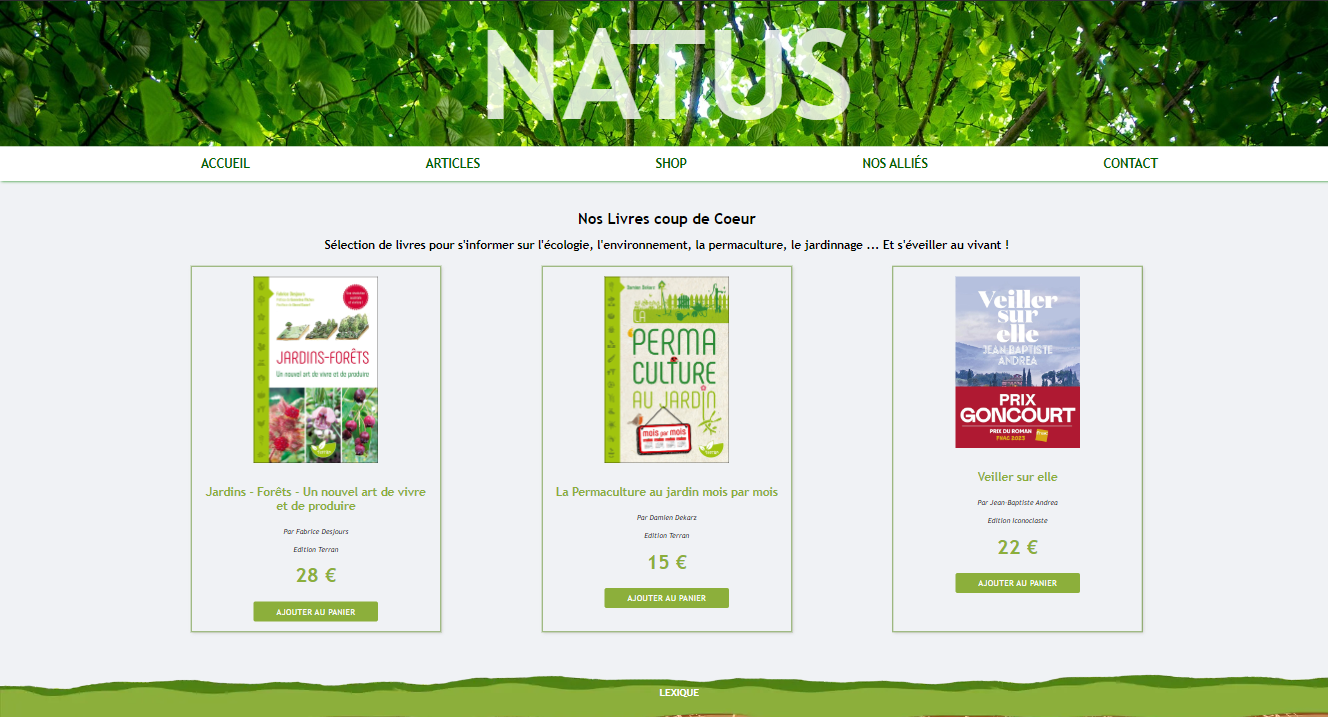 NATUS
ACCUEIL
ARTICLES
SHOP
NOS ALLIÉS
CONTACT
Nos Livres coup de Coeur
Sélection de livres pour s'informer sur l'écologie, l'environnement, la permaculture, le jardinnage ... Et s'éveiller au vivant !
JARDINS-FORÊTS
Un nouvel art de vivre et de produire
Jardins - Forêts - Un nouvel art de vivre
et de produire
Par Fabrice Desjours
Edition Terran
28 €
AJOUTER AU PANIER
Damien Dekarz
LA
PERMA
CULTURE
AU JARDIN
mois par mois
La Permaculture au jardin mois par mois
Par Damien Dekarz
Edition Terran
15 €
AJOUTER AU PANIER
Veiller
sur
elle
JEAN-BAPTISTE
ANDREA
PRIX
GONCOURT
PRIX DU ROMAN
FNAC 2023
Veiller sur elle
Par Jean-Baptiste Andrea
Edition Iconoclaste
22 €
AJOUTER AU PANIER
LEXIQUE